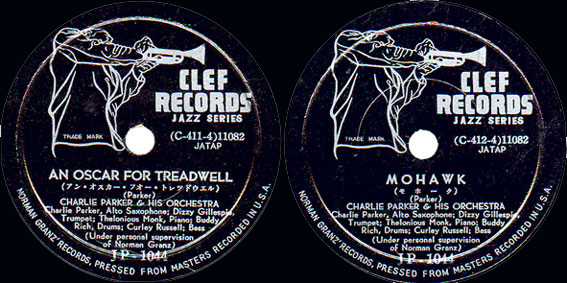 CLEF
RECORDS
JAZZ SERIES
TRADE MARK
(C-411-4)11082
JATAP
AN OSCAR FOR TREADWELL
(アン・オスカー・フオー・トレッドウエル)
(Parker)
CHARLIE PARKER & HIS ORCHESTRA
Charlie Parker, Alto Saxophone; Dizzy Gillespie,
Trumpet; Thelonious Monk, Piano; Buddy
Rich, Drums; Curley Russell; Bass
(Under personal supervision
of Norman Granz)
JP-1044
NORMAN GRANZ' RECORDS, PRESSED FROM MASTERS RECORDED IN U.S.A.
CLEF
RECORDS
JAZZ SERIES
TRADE MARK
(C-412-4)11082
JATAP
MOHAWK
(モホーク)
(Parker)
CHARLIE PARKER & HIS ORCHESTRA
Charlie Parker, Alto Saxophone; Dizzy Gillespie,
Trumpet; Thelonious Monk, Piano; Buddy
Rich, Drums; Curley Russell; Bass
(Under personal supervision
of Norman Granz)
JP-1044
NORMAN GRANZ' RECORDS, PRESSED FROM MASTERS RECORDED IN U.S.A.